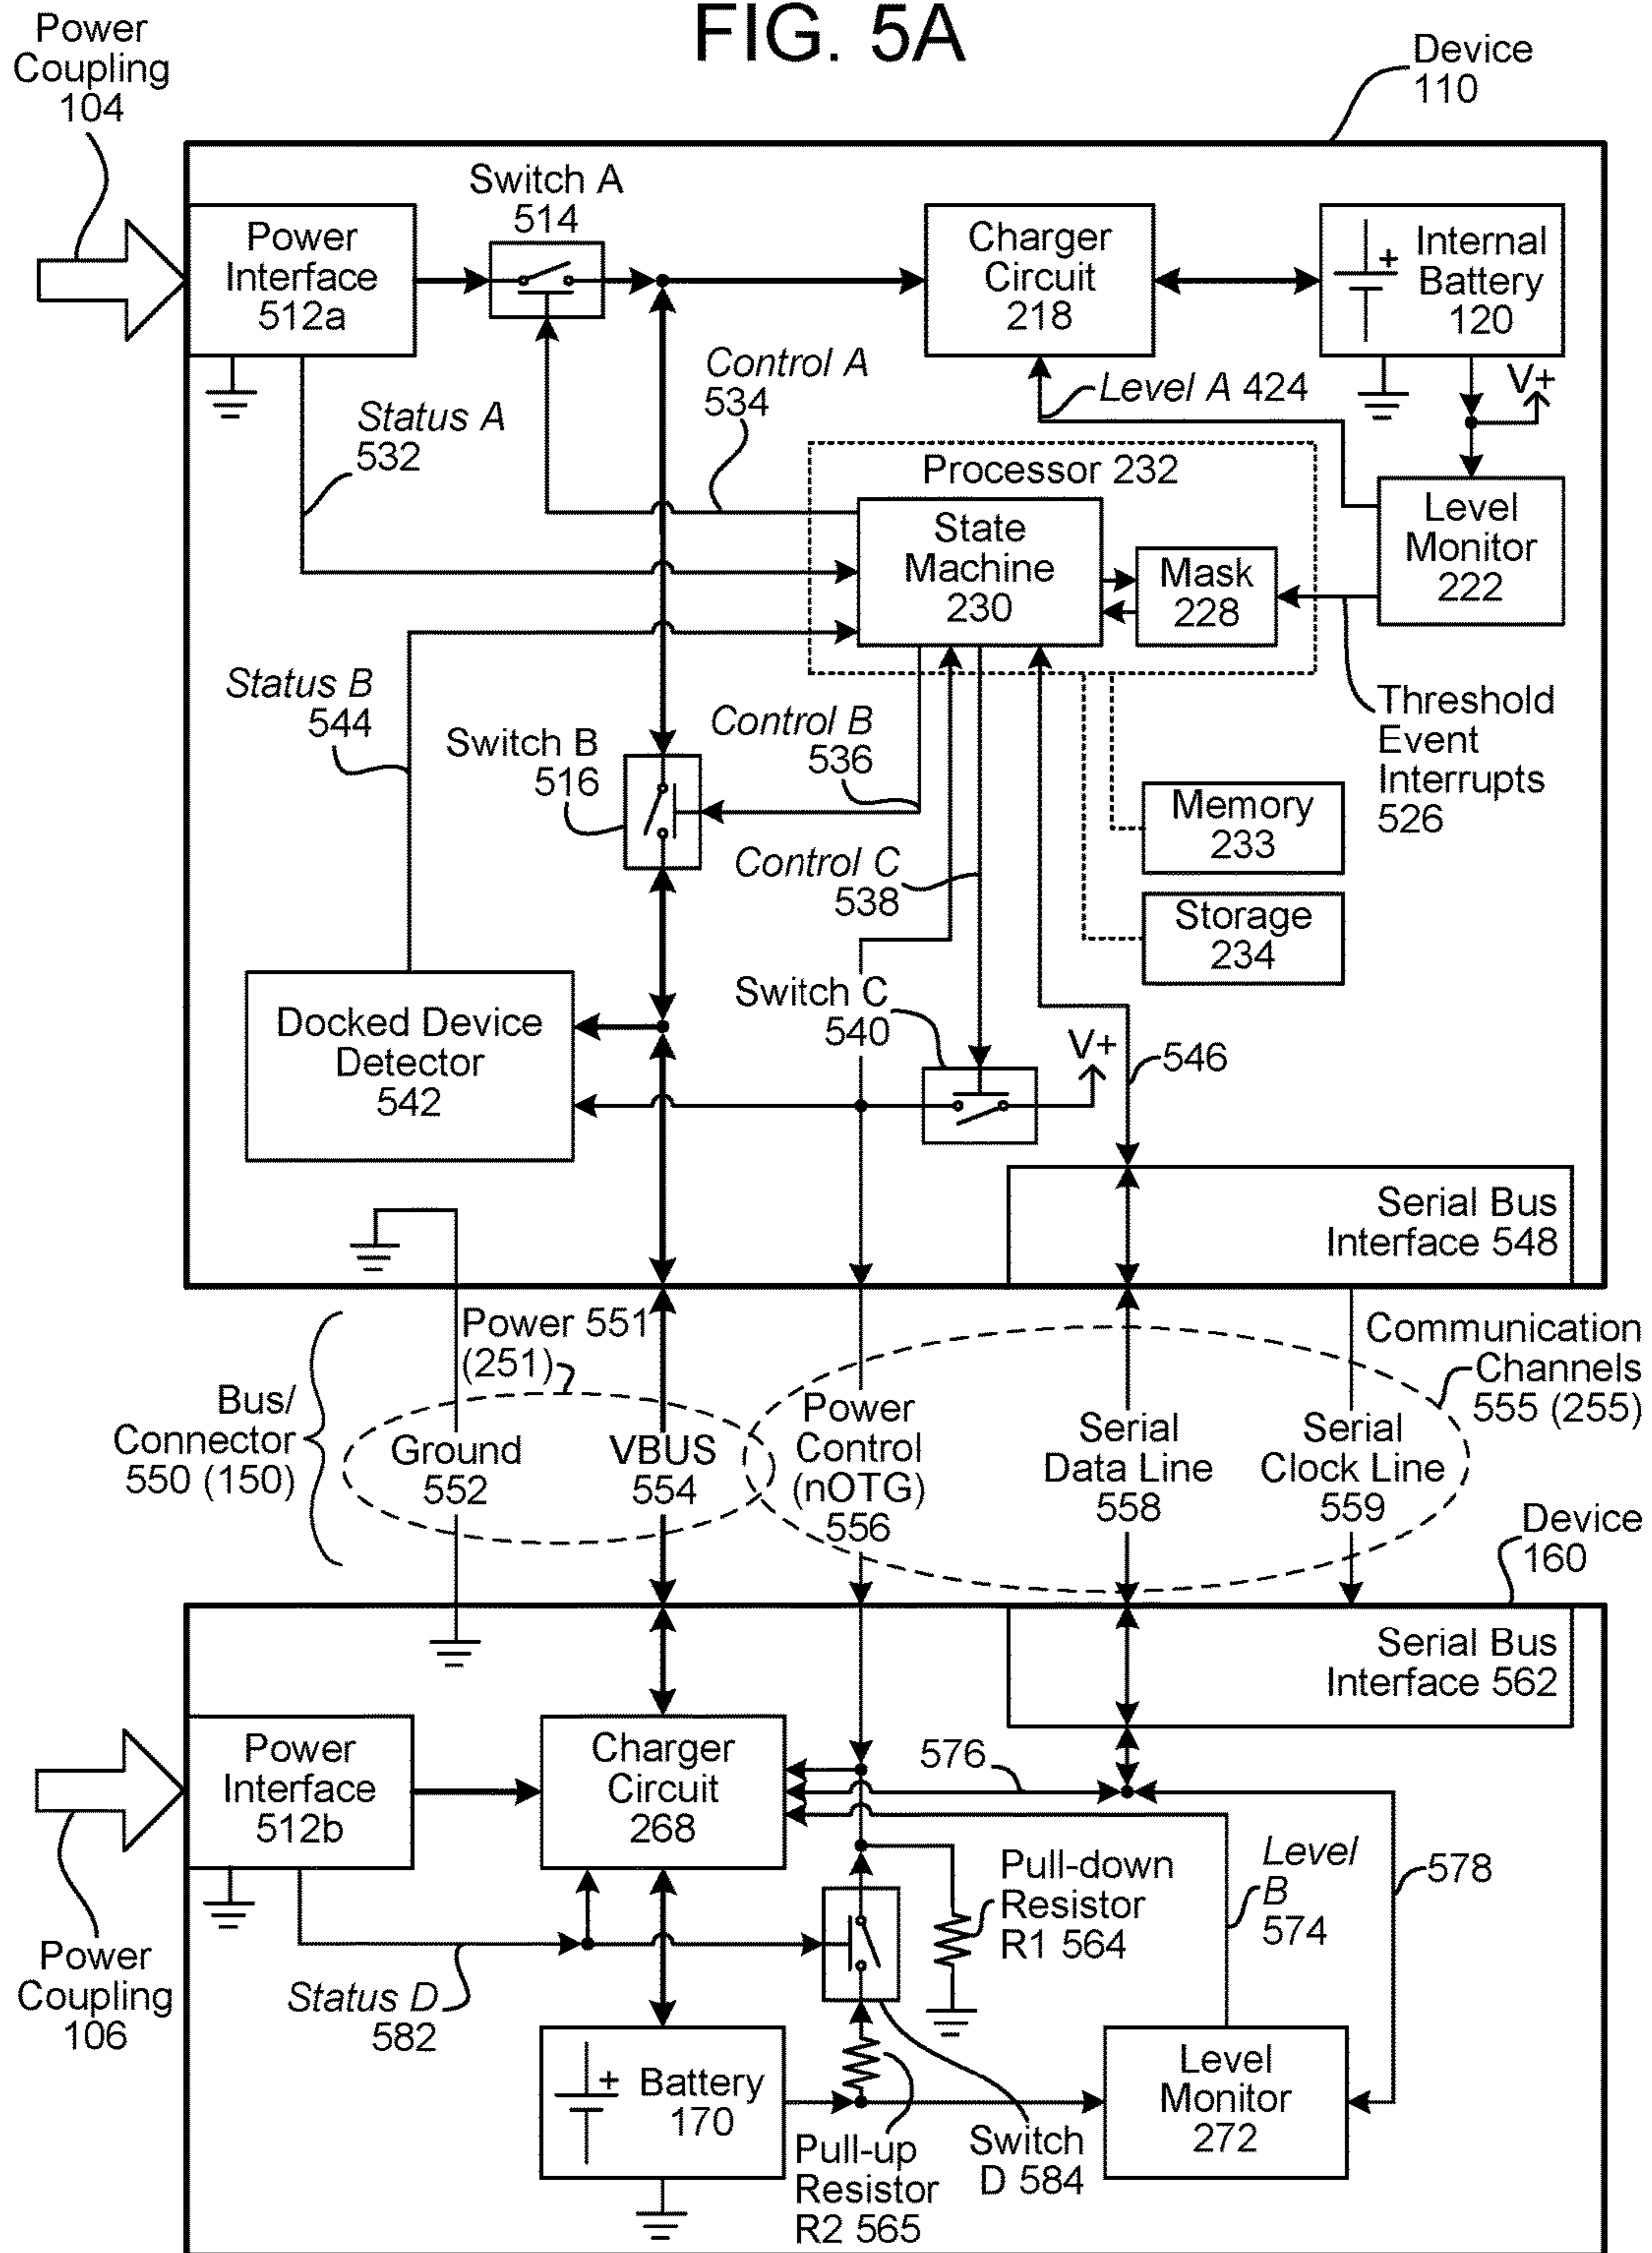 FIG. 5A
Power
Coupling
104
Device
110
Switch A
514
Power
Interface
512a
Charger
Circuit
218
+
Internal
Battery
120
V+
Control A
534
Level A 424
Status A
532
Processor 232
State
Machine
230
Mask
228
Level
Monitor
222
Status B
544
Switch B
516
Control B
536
Threshold
Event
Interrupts
526
Memory
233
Control C
538
Storage
234
Switch C
540
Docked Device
Detector
542
V+
546
Serial Bus
Interface 548
Power 551
(251)
Communication
Channels
555 (255)
Bus/
Connector
550 (150)
Ground
552
VBUS
554
Power
Control
(nOTG)
556
Serial
Data Line
558
Serial
Clock Line
559
Device
160
Serial Bus
Interface 562
Power
Interface
512b
Charger
Circuit
268
576
Pull-down
Resistor
R1 564
Level
B
574
578
Power
Coupling
106
Status D
582
+
Battery
170
Level
Monitor
272
Pull-up
Resistor
R2 565
Switch
D 584